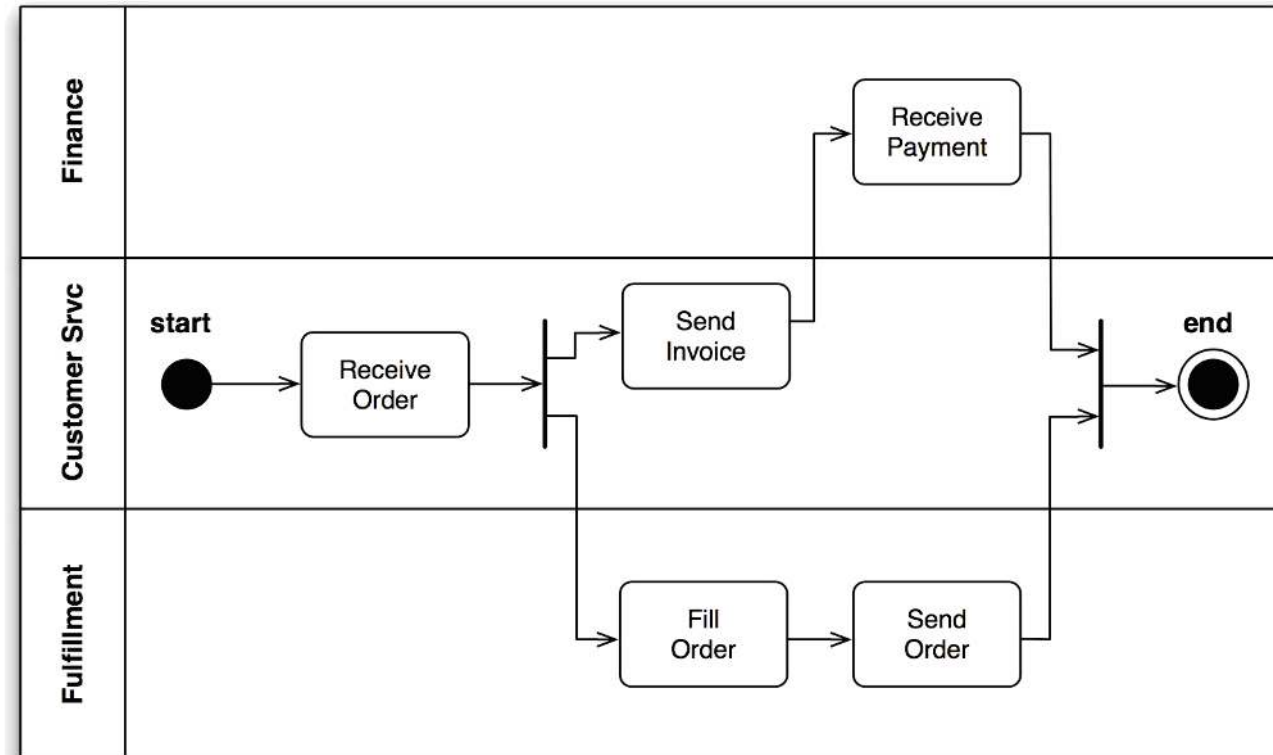 Finance
Receive
Payment
Customer Srvc
start
Receive
Order
Send
Invoice
end
Fulfillment
Fill
Order
Send
Order